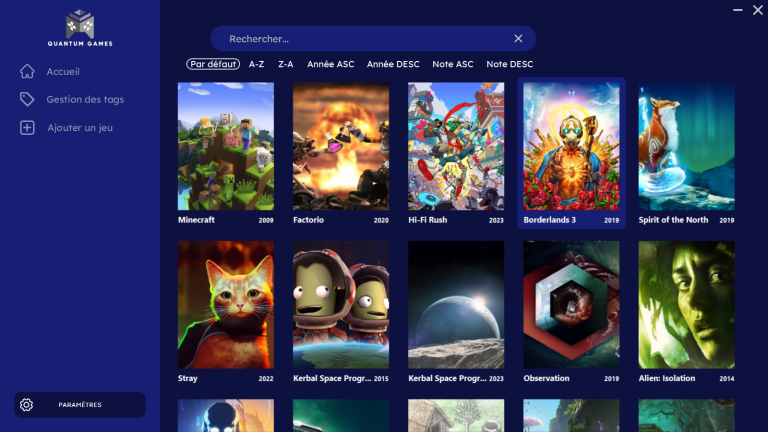 QUANTUM GAMES
Accueil
Gestion des tags
Ajouter un jeu
PARAMÈTRES
Rechercher...
Par défaut A-Z Z-A Année ASC Année DESC Note ASC Note DESC
Minecraft 2009
Factorio 2020
Hi-Fi Rush 2023
Borderlands 3 2019
Spirit of the North 2019
Stray 2022
Kerbal Space Progr... 2015
Kerbal Space Progr... 2023
Observation 2019
Alien: Isolation 2014